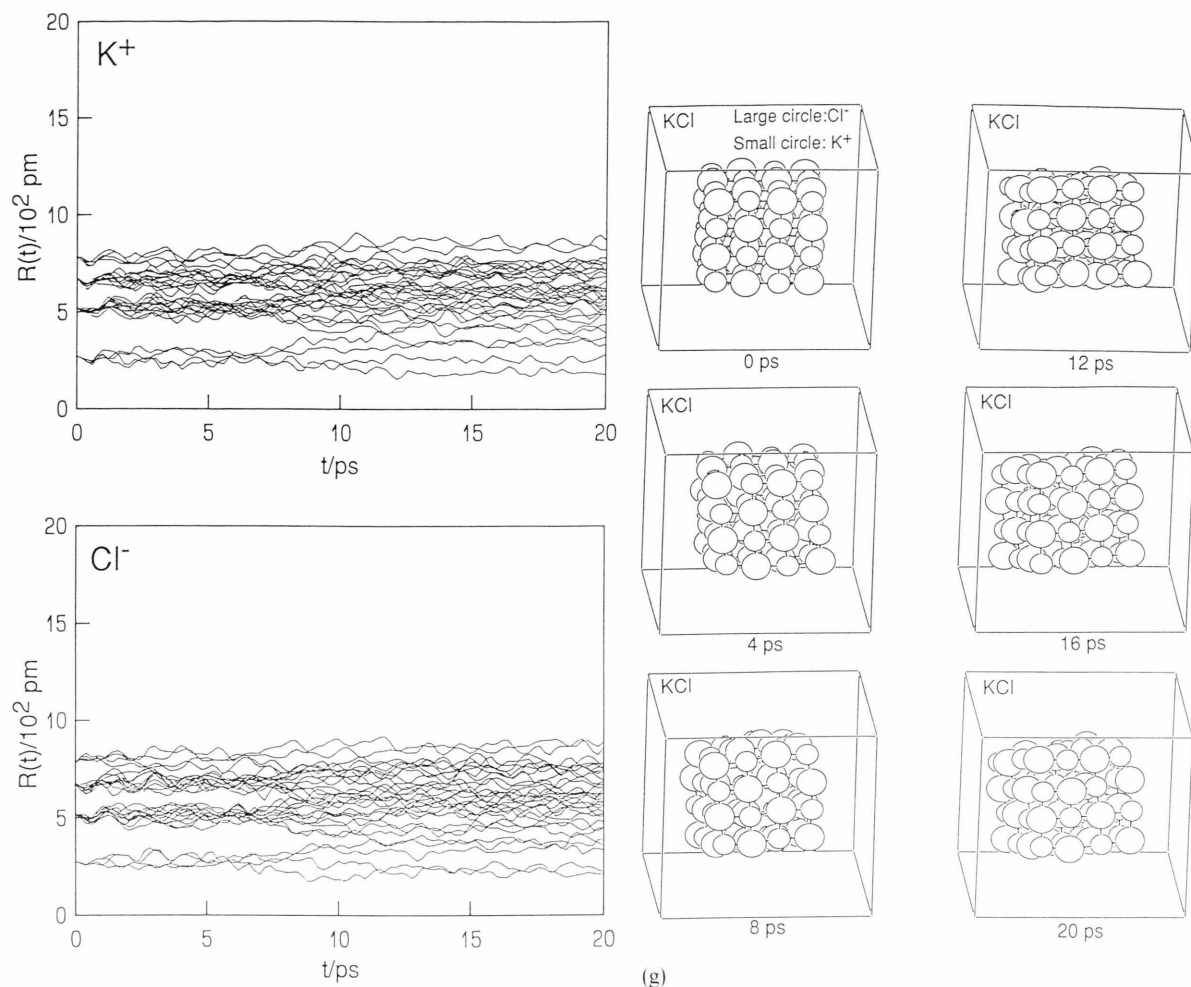 K⁺
20
15
10
5
0
R(t)/10² pm
0 5 10 15 20
t/ps
Cl⁻
20
15
10
5
0
R(t)/10² pm
0 5 10 15 20
t/ps
KCl
Large circle:Cl⁻
Small circle: K⁺
0 ps
KCl
12 ps
KCl
4 ps
KCl
16 ps
KCl
8 ps
KCl
20 ps
(g)